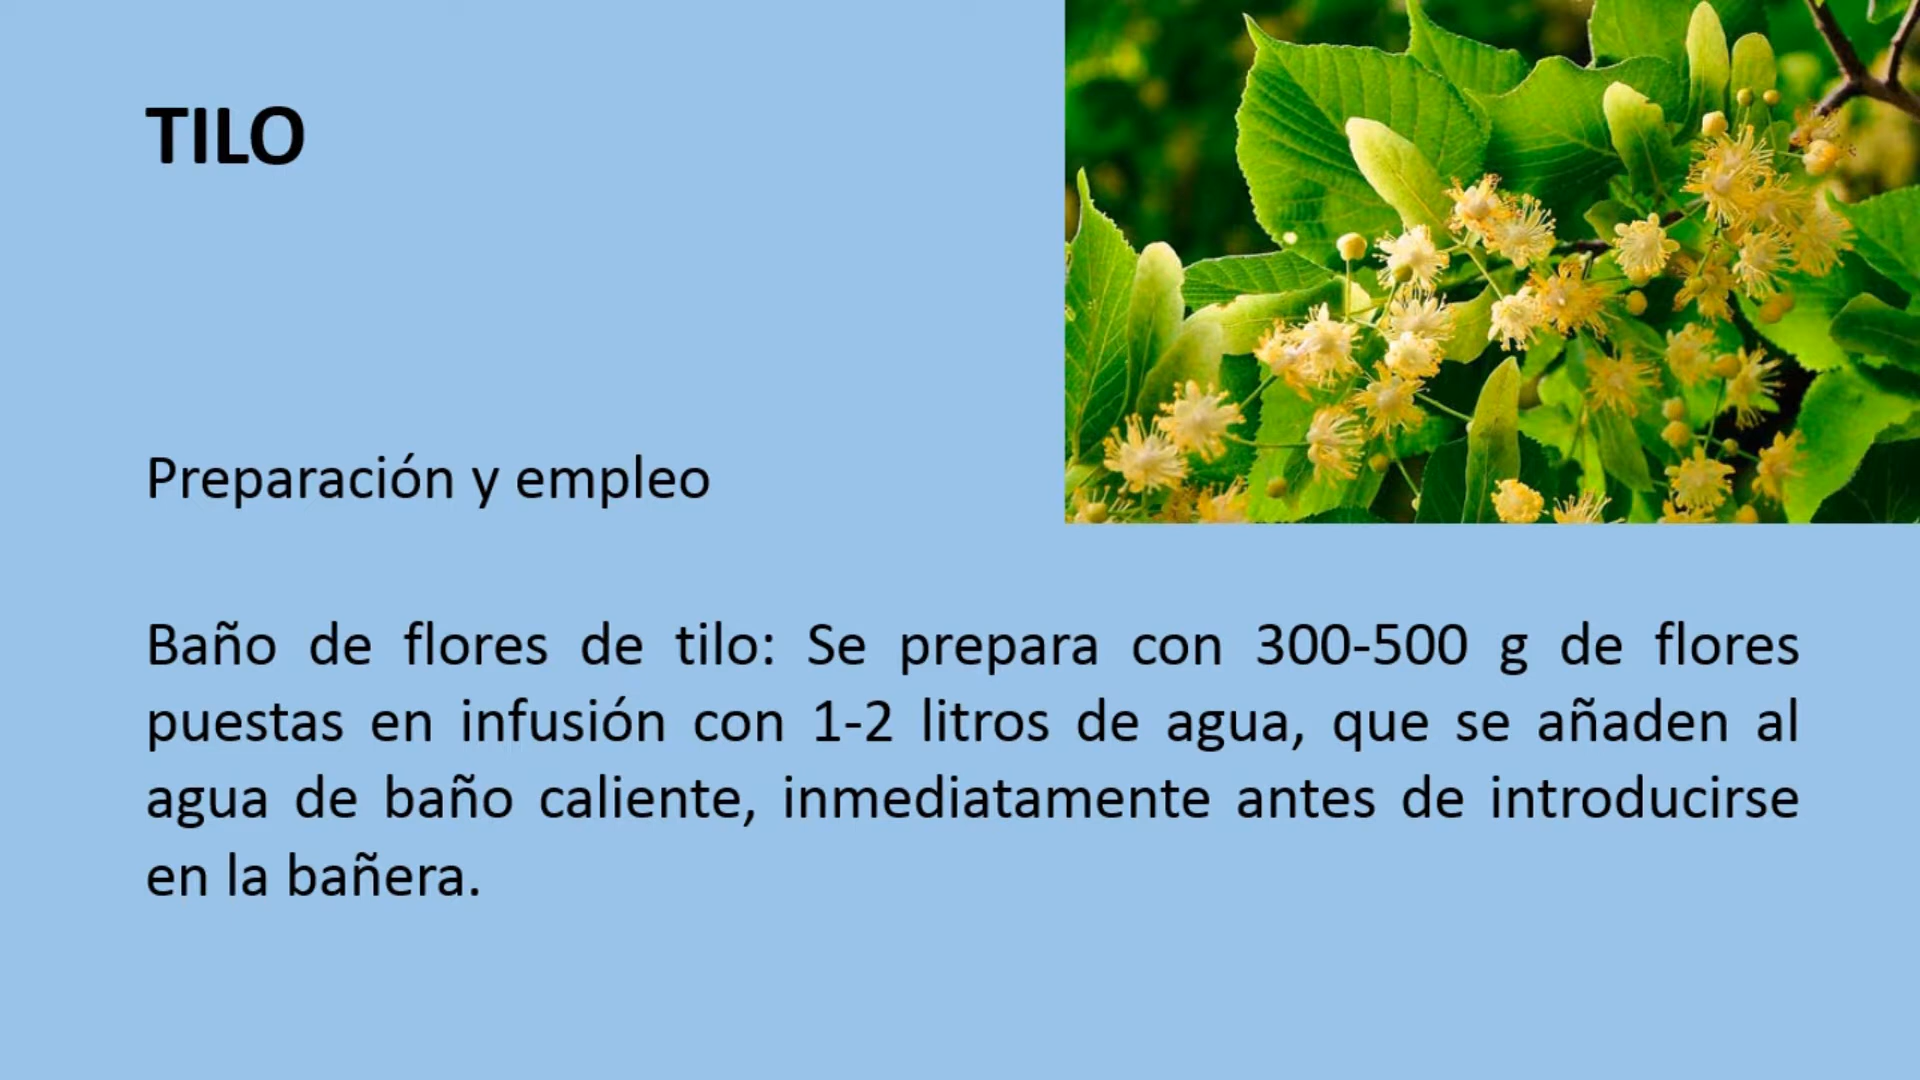 TILO
Preparación y empleo
Baño de flores de tilo: Se prepara con 300-500 g de flores
puestas en infusión con 1-2 litros de agua, que se añaden al
agua de baño caliente, inmediatamente antes de introducirse
en la bañera.